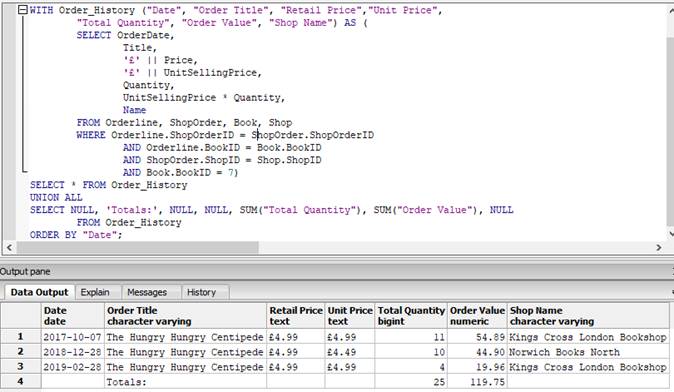 WITH Order_History ("Date", "Order Title", "Retail Price","Unit Price",
"Total Quantity", "Order Value", "Shop Name") AS (
SELECT OrderDate,
Title,
'£' || Price,
'£' || UnitSellingPrice,
Quantity,
UnitSellingPrice * Quantity,
Name
FROM Orderline, ShopOrder, Book, Shop
WHERE Orderline.ShopOrderID = ShopOrder.ShopOrderID
AND Orderline.BookID = Book.BookID
AND ShopOrder.ShopID = Shop.ShopID
AND Book.BookID = 7)
SELECT * FROM Order_History
UNION ALL
SELECT NULL, 'Totals:', NULL, NULL, SUM("Total Quantity"), SUM("Order Value"), NULL
FROM Order_History
ORDER BY "Date";
Output pane
Data Output Explain Messages History
Date Order Title Retail Price Unit Price Total Quantity Order Value Shop Name
date character varying text text bigint numeric character varying
1 2017-10-07 The Hungry Hungry Centipede £4.99 £4.99 11 54.89 Kings Cross London Bookshop
2 2018-12-28 The Hungry Hungry Centipede £4.99 £4.49 10 44.90 Norwich Books North
3 2019-02-28 The Hungry Hungry Centipede £4.99 £4.99 4 19.96 Kings Cross London Bookshop
4 Totals: 25 119.75